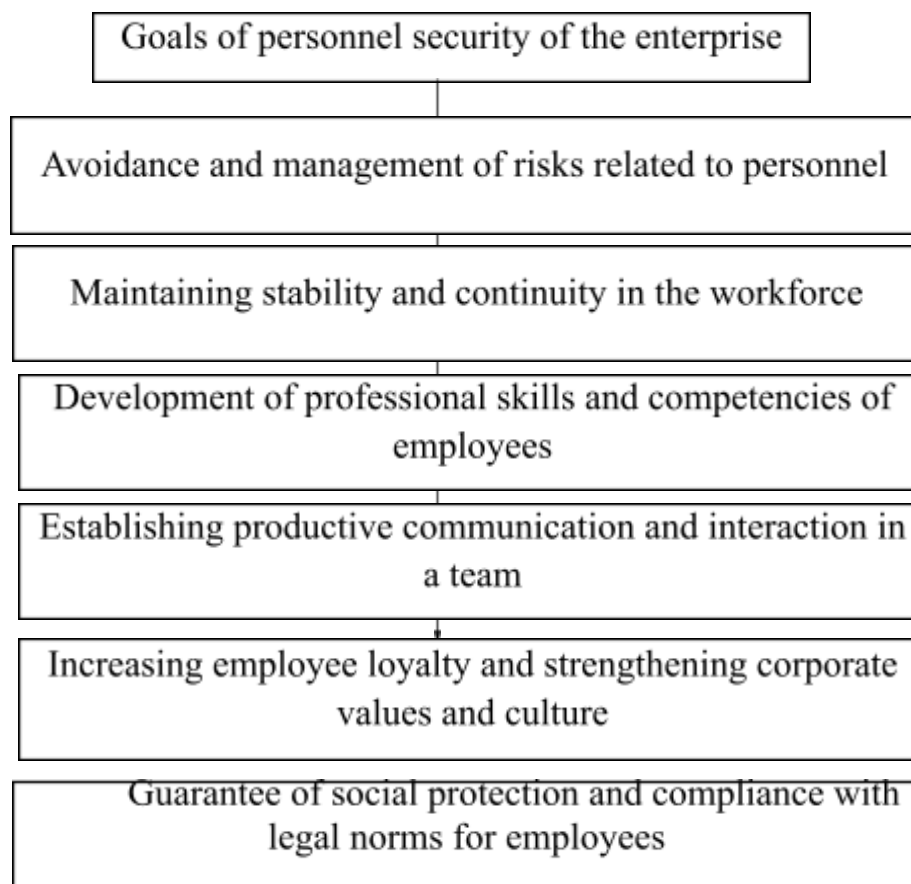 Goals of personnel security of the enterprise
Avoidance and management of risks related to personnel
Maintaining stability and continuity in the workforce
Development of professional skills and competencies of
employees
Establishing productive communication and interaction in
a team
Increasing employee loyalty and strengthening corporate
values and culture
Guarantee of social protection and compliance with
legal norms for employees